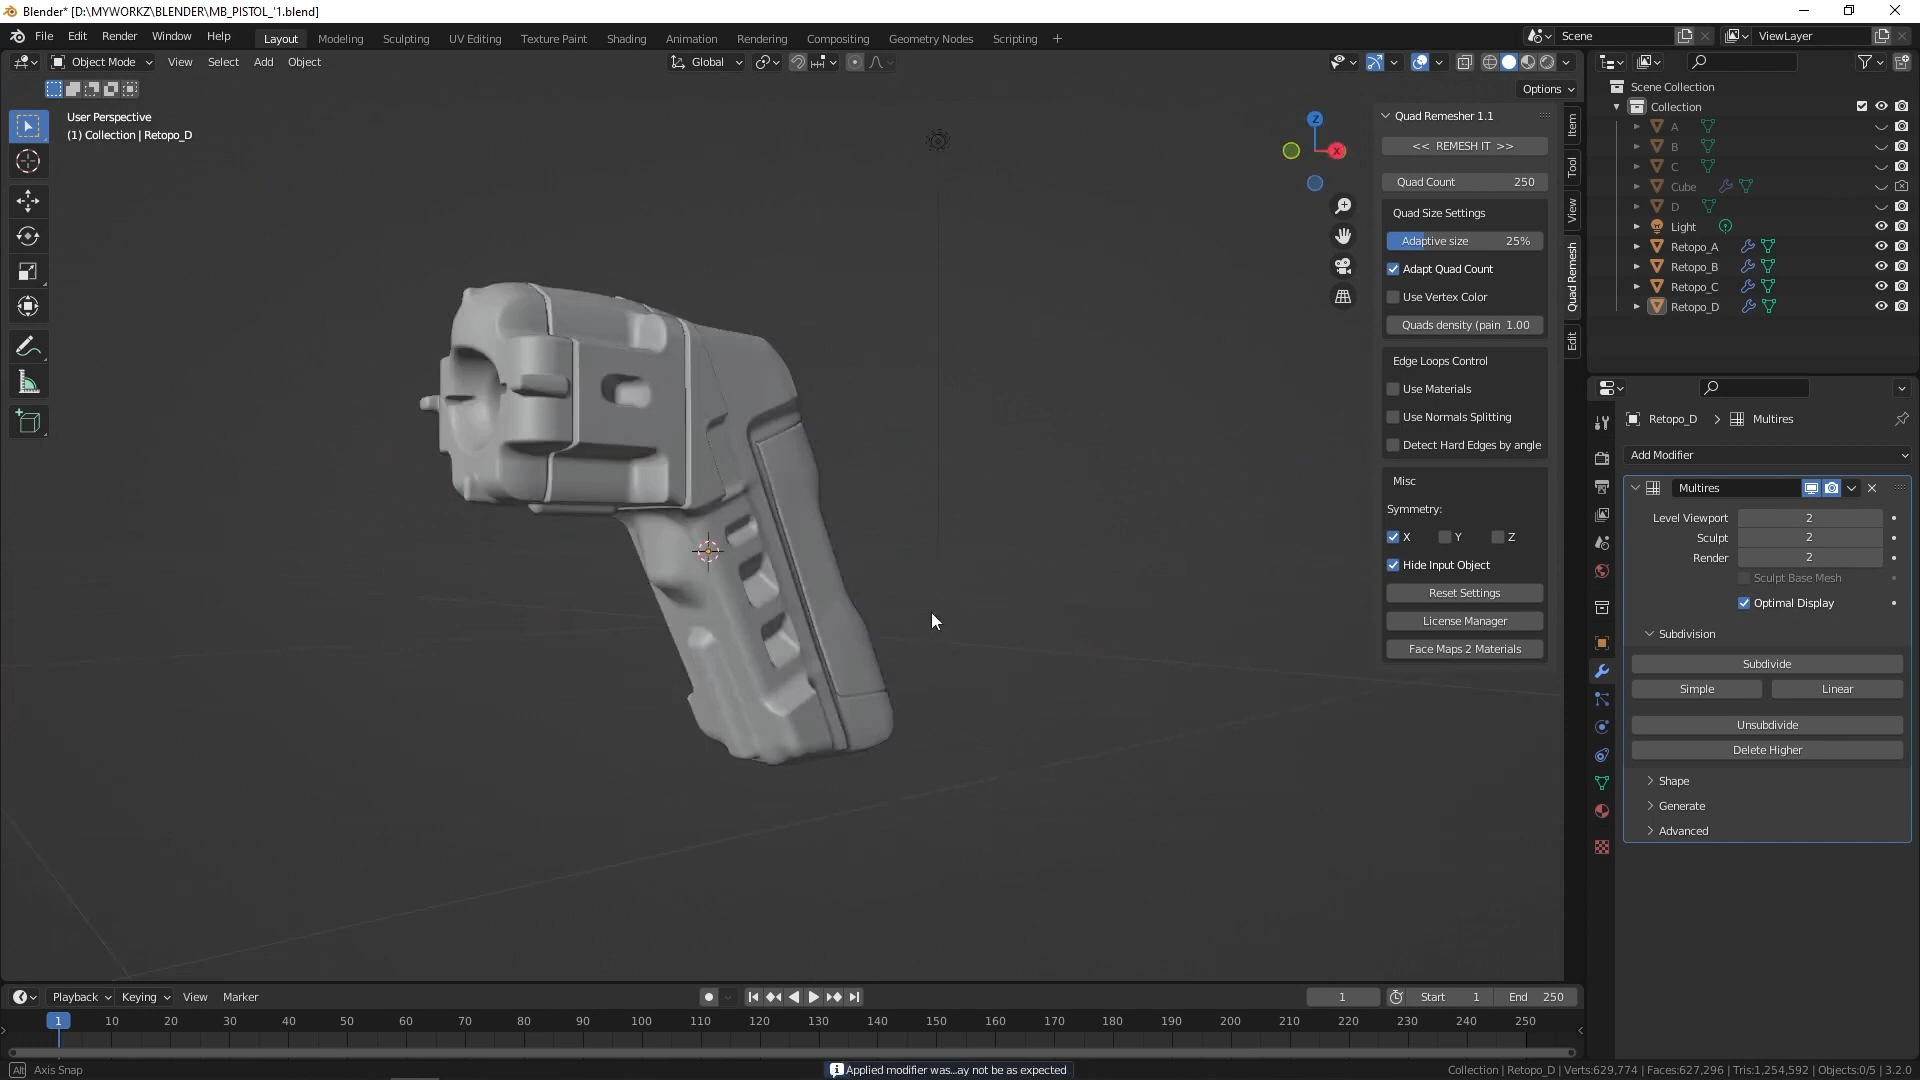 Blender* [D:\MYWORKZ\BLENDER\MB_PISTOL_'1.blend]
File Edit Render Window Help
Layout Modeling Sculpting UV Editing Texture Paint Shading Animation Rendering Compositing Geometry Nodes Scripting +
Scene
ViewLayer
Object Mode View Select Add Object
Global
Options
User Perspective
(1) Collection | Retopo_D
Z
X
Item
Tool
View
Quad Remesh
Edit
Quad Remesher 1.1
<< REMESH IT >>
Quad Count 250
Quad Size Settings
Adaptive size 25%
Adapt Quad Count
Use Vertex Color
Quads density (pain 1.00
Edge Loops Control
Use Materials
Use Normals Splitting
Detect Hard Edges by angle
Misc
Symmetry:
X Y Z
Hide Input Object
Reset Settings
License Manager
Face Maps 2 Materials
Scene Collection
Collection
A
B
C
Cube
D
Light
Retopo_A
Retopo_B
Retopo_C
Retopo_D
Retopo_D > Multires
Add Modifier
Multires
Level Viewport 2
Sculpt 2
Render 2
Sculpt Base Mesh
Optimal Display
Subdivision
Subdivide
Simple Linear
Unsubdivide
Delete Higher
Shape
Generate
Advanced
Playback Keying View Marker
1
Start 1
End 250
1 10 20 30 40 50 60 70 80 90 100 110 120 130 140 150 160 170 180 190 200 210 220 230 240 250
Alt Axis Snap
Applied modifier was...ay not be as expected
Collection | Retopo_D | Verts:629,774 | Faces:627,296 | Tris:1,254,592 | Objects:0/5 | 3.2.0